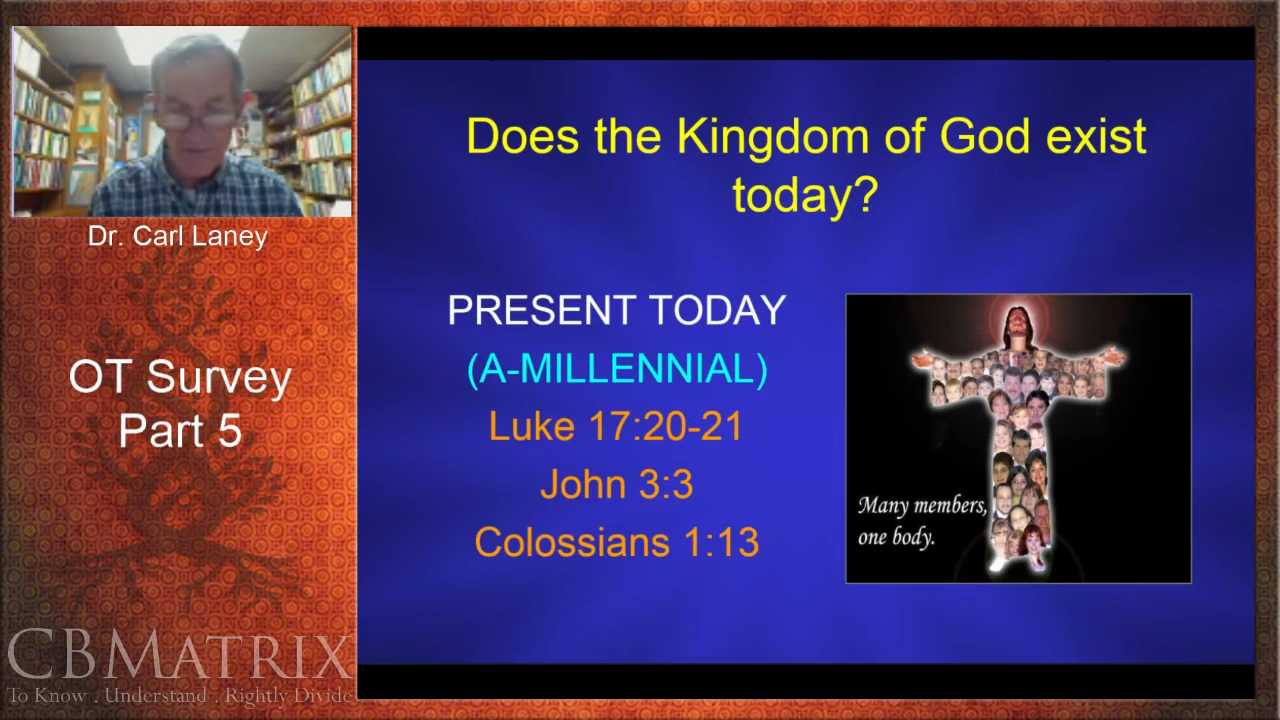 Dr. Carl Laney
OT Survey
Part 5
CBMATRIX
To Know . Understand . Rightly Divide
Does the Kingdom of God exist
today?
PRESENT TODAY
(A-MILLENNIAL)
Luke 17:20-21
John 3:3
Colossians 1:13
Many members,
one body.